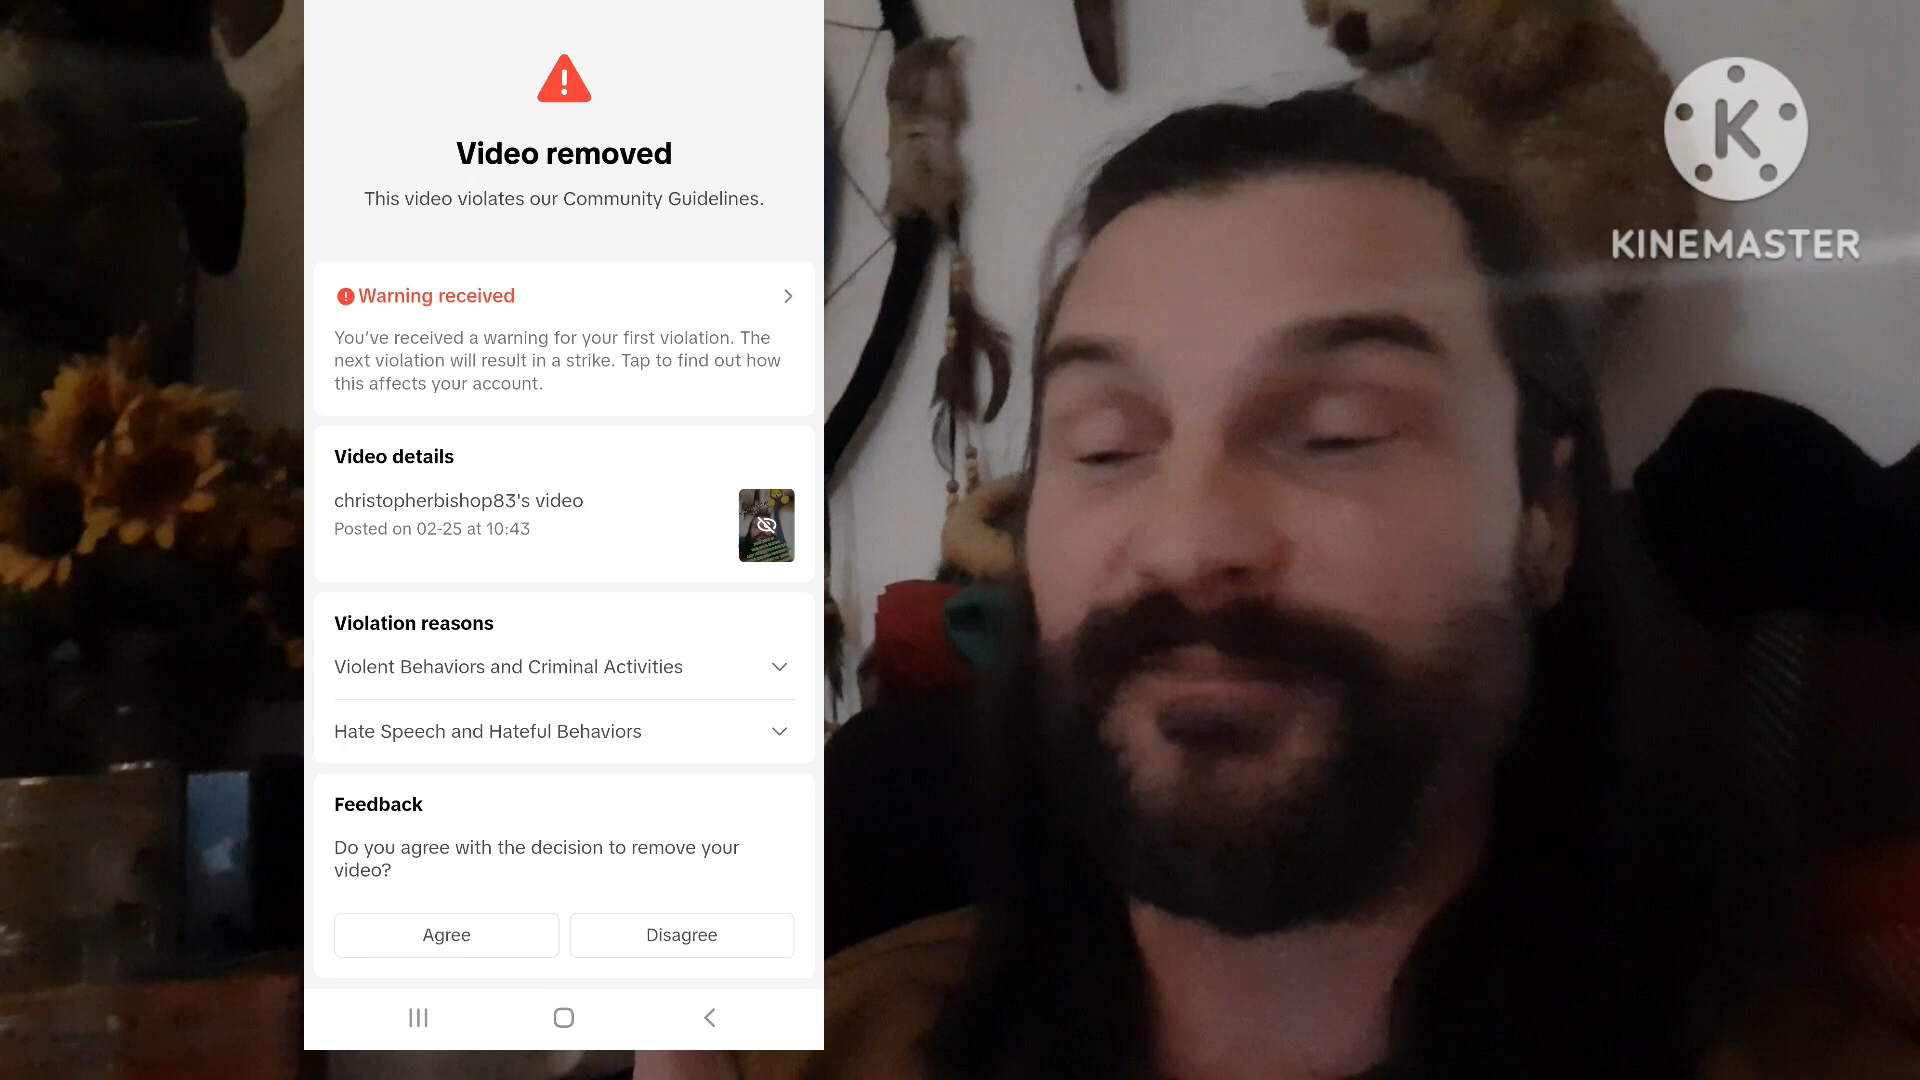 Video removed
This video violates our Community Guidelines.
Warning received
You’ve received a warning for your first violation. The
next violation will result in a strike. Tap to find out how
this affects your account.
Video details
christopherbishop83's video
Posted on 02-25 at 10:43
Violation reasons
Violent Behaviors and Criminal Activities
Hate Speech and Hateful Behaviors
Feedback
Do you agree with the decision to remove your
video?
Agree
Disagree
K
KINEMASTER